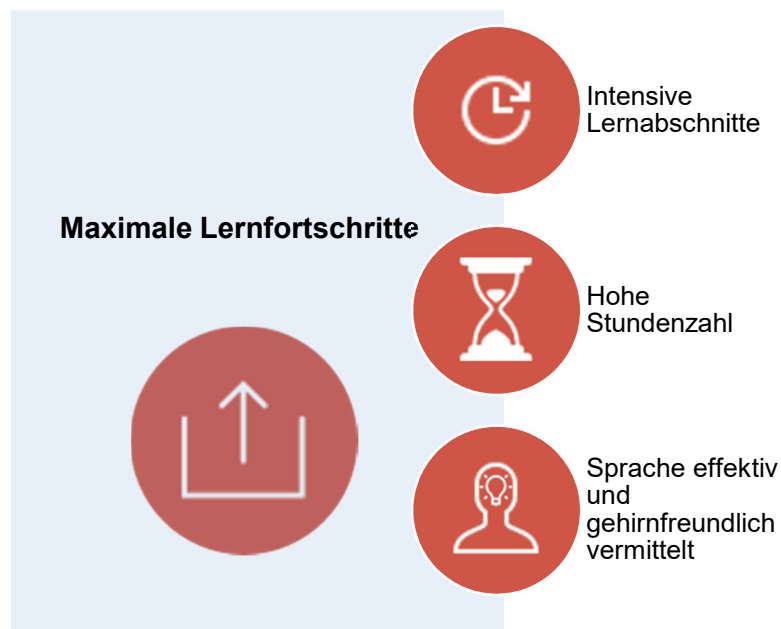 Intensive
Lernabschnitte
Maximale Lernfortschritte
Hohe
Stundenzahl
Sprache effektiv
und
gehirnfreundlich
vermittelt